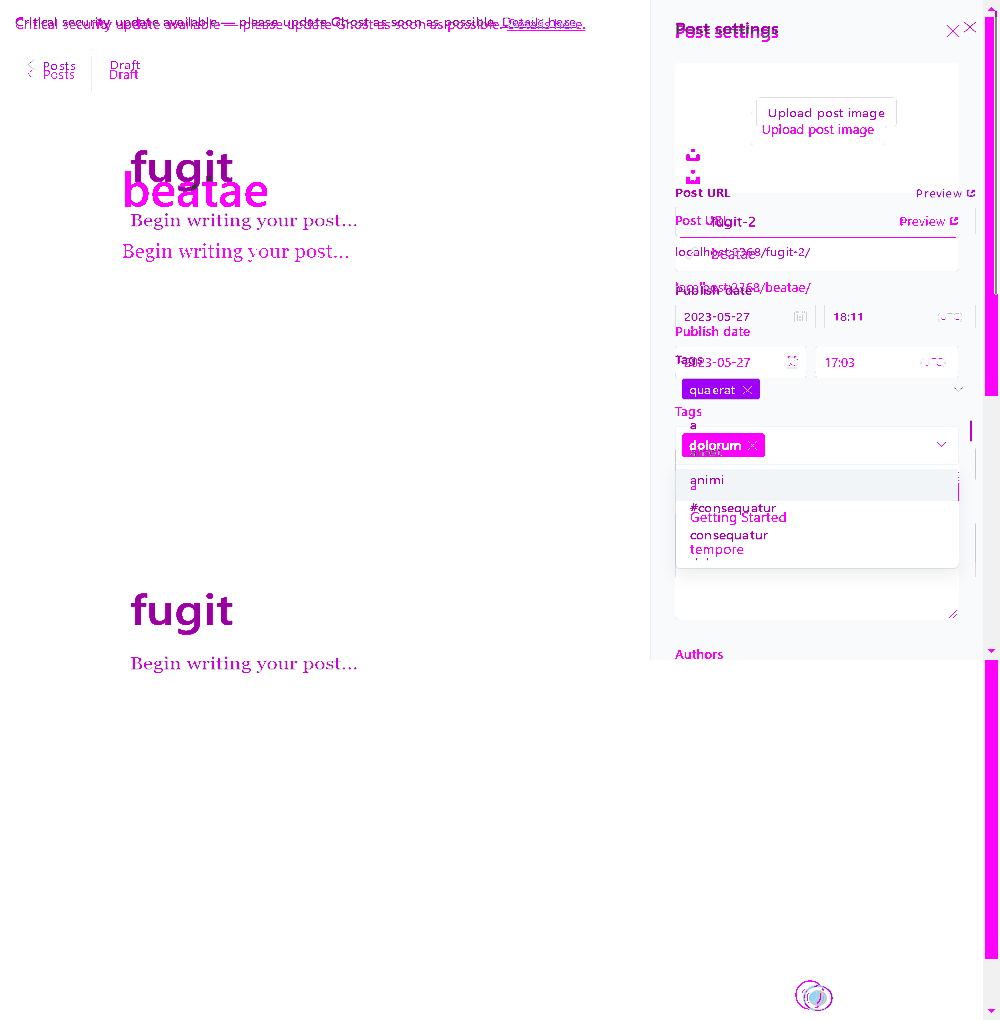 Critical security update available — please update Ghost as soon as possible. Details here.
Critical security update available — please update Ghost as soon as possible. Details here.
Posts
Draft
Posts
Draft
Post settings
Post settings
Upload post image
Upload post image
fugit
beatae
Begin writing your post...
Begin writing your post...
Post URL
Preview
Post URL
fugit-2
Preview
localhost:2368/fugit-2/
beatae
localhost:2368/beatae/
Publish date
2023-05-27
18:11
(UTC)
Publish date
Tags
2023-05-27
17:03
(UTC)
quaerat
Tags
a
dolorum
animi
a
#consequatur
Getting Started
consequatur
tempore
fugit
Begin writing your post...
Authors